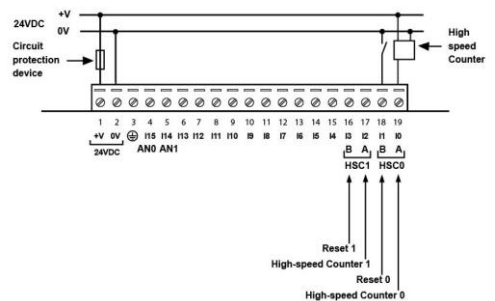 +V
24VDC
0V
Circuit
protection
device
High
speed
Counter
1 2 3 4 5 6 7 8 9 10 11 12 13 14 15 16 17 18 19
+V 0V I15 I14 I13 I12 I11 I10 I9 I8 I7 I6 I5 I4 I3 I2 I1 I0
24VDC AN0 AN1 B A B A
HSC1 HSC0
Reset 1
High-speed Counter 1
Reset 0
High-speed Counter 0